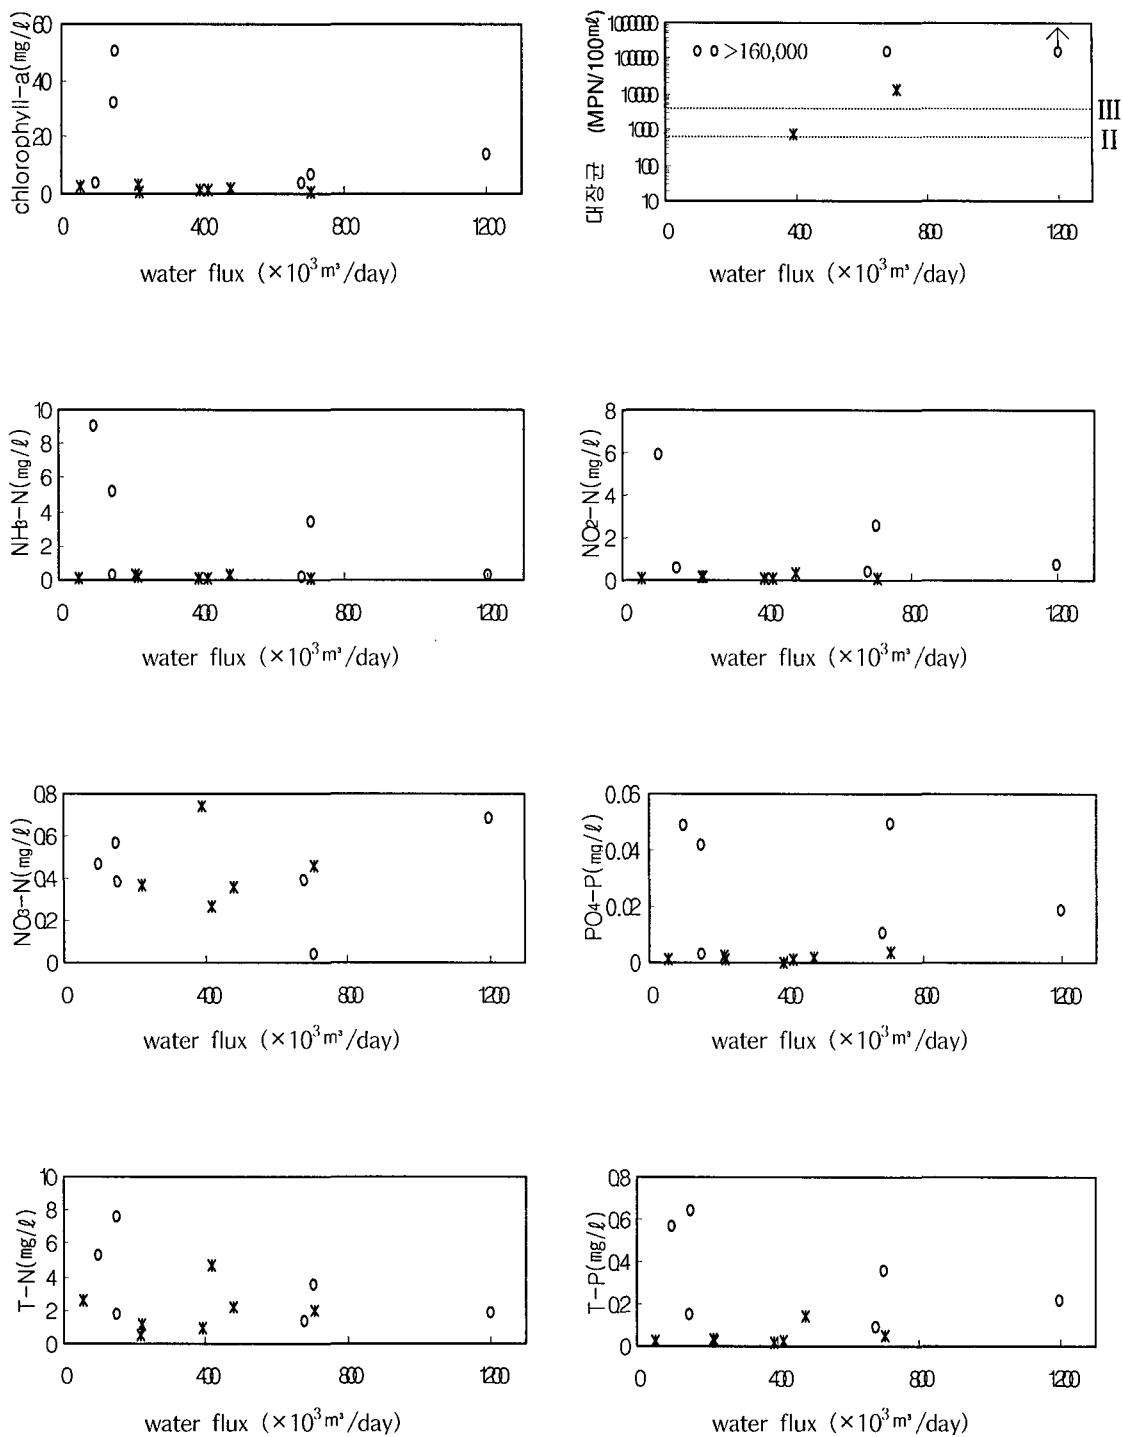 chlorophyll-a(mg/ℓ)
60
40
20
0
0 400 800 1200
water flux (×10³㎥/day)
대장균 (MPN/100㎖)
1000000
100000
10000
1000
100
10
>160,000
III
II
0 400 800 1200
water flux (×10³㎥/day)
NH₃-N(mg/ℓ)
10
8
6
4
2
0
0 400 800 1200
water flux (×10³㎥/day)
NO₂-N(mg/ℓ)
8
6
4
2
0
0 400 800 1200
water flux (×10³㎥/day)
NO₃-N(mg/ℓ)
0.8
0.6
0.4
0.2
0
0 400 800 1200
water flux (×10³㎥/day)
PO₄-P(mg/ℓ)
0.06
0.04
0.02
0
0 400 800 1200
water flux (×10³㎥/day)
T-N(mg/ℓ)
10
8
6
4
2
0
0 400 800 1200
water flux (×10³㎥/day)
T-P(mg/ℓ)
0.8
0.6
0.4
0.2
0
0 400 800 1200
water flux (×10³㎥/day)